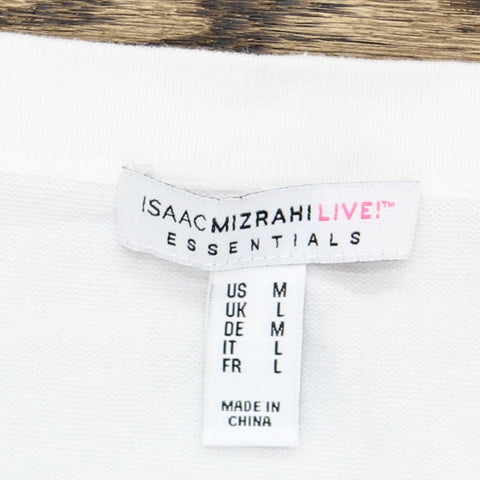 ISAACMIZRAHILIVE!™
ESSENTIALS
US M
UK L
DE M
IT L
FR L
MADE IN
CHINA